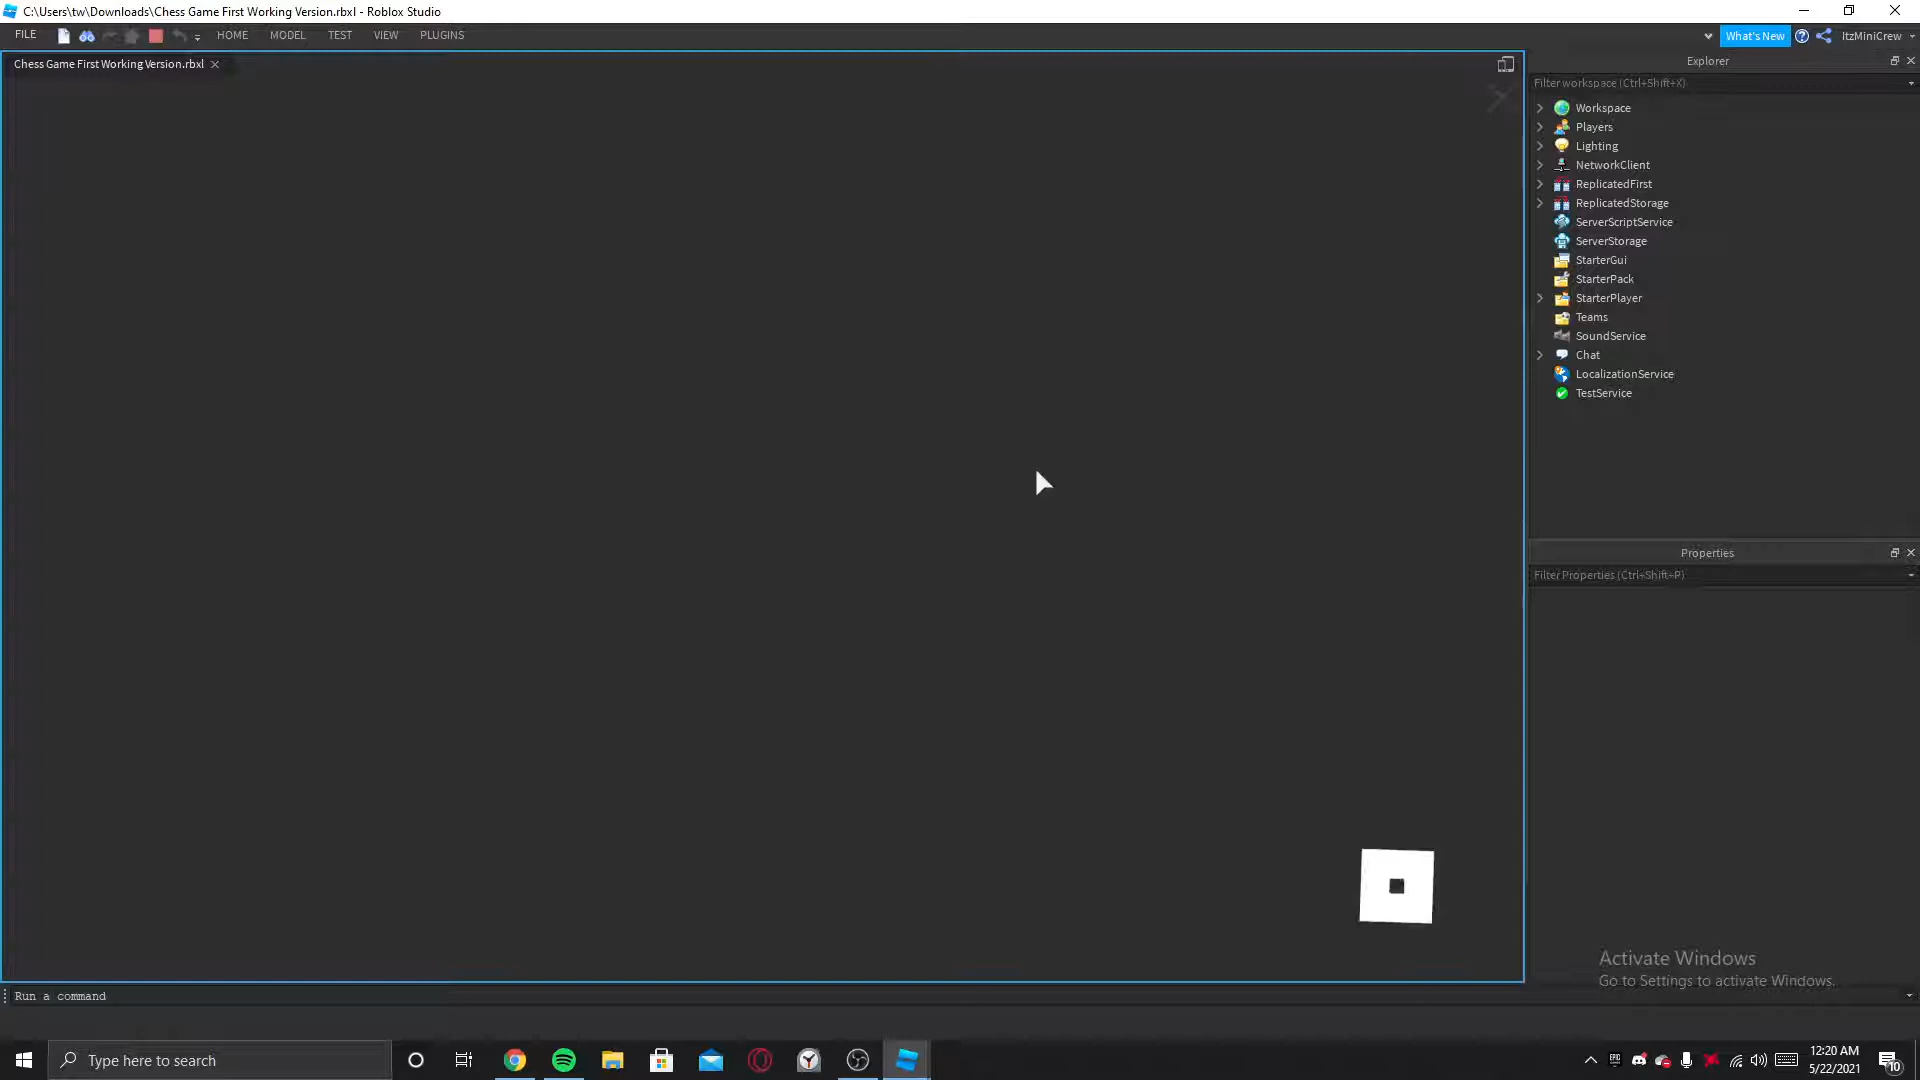 C:\Users\tw\Downloads\Chess Game First Working Version.rbxl - Roblox Studio
FILE HOME MODEL TEST VIEW PLUGINS What's New ItzMiniCrew
Chess Game First Working Version.rbxl
Explorer
Filter workspace (Ctrl+Shift+X)
Workspace
Players
Lighting
NetworkClient
ReplicatedFirst
ReplicatedStorage
ServerScriptService
ServerStorage
StarterGui
StarterPack
StarterPlayer
Teams
SoundService
Chat
LocalizationService
TestService
Properties
Filter Properties (Ctrl+Shift+P)
Activate Windows
Go to Settings to activate Windows.
Run a command
Type here to search
EPIC
12:20 AM
5/22/2021
10